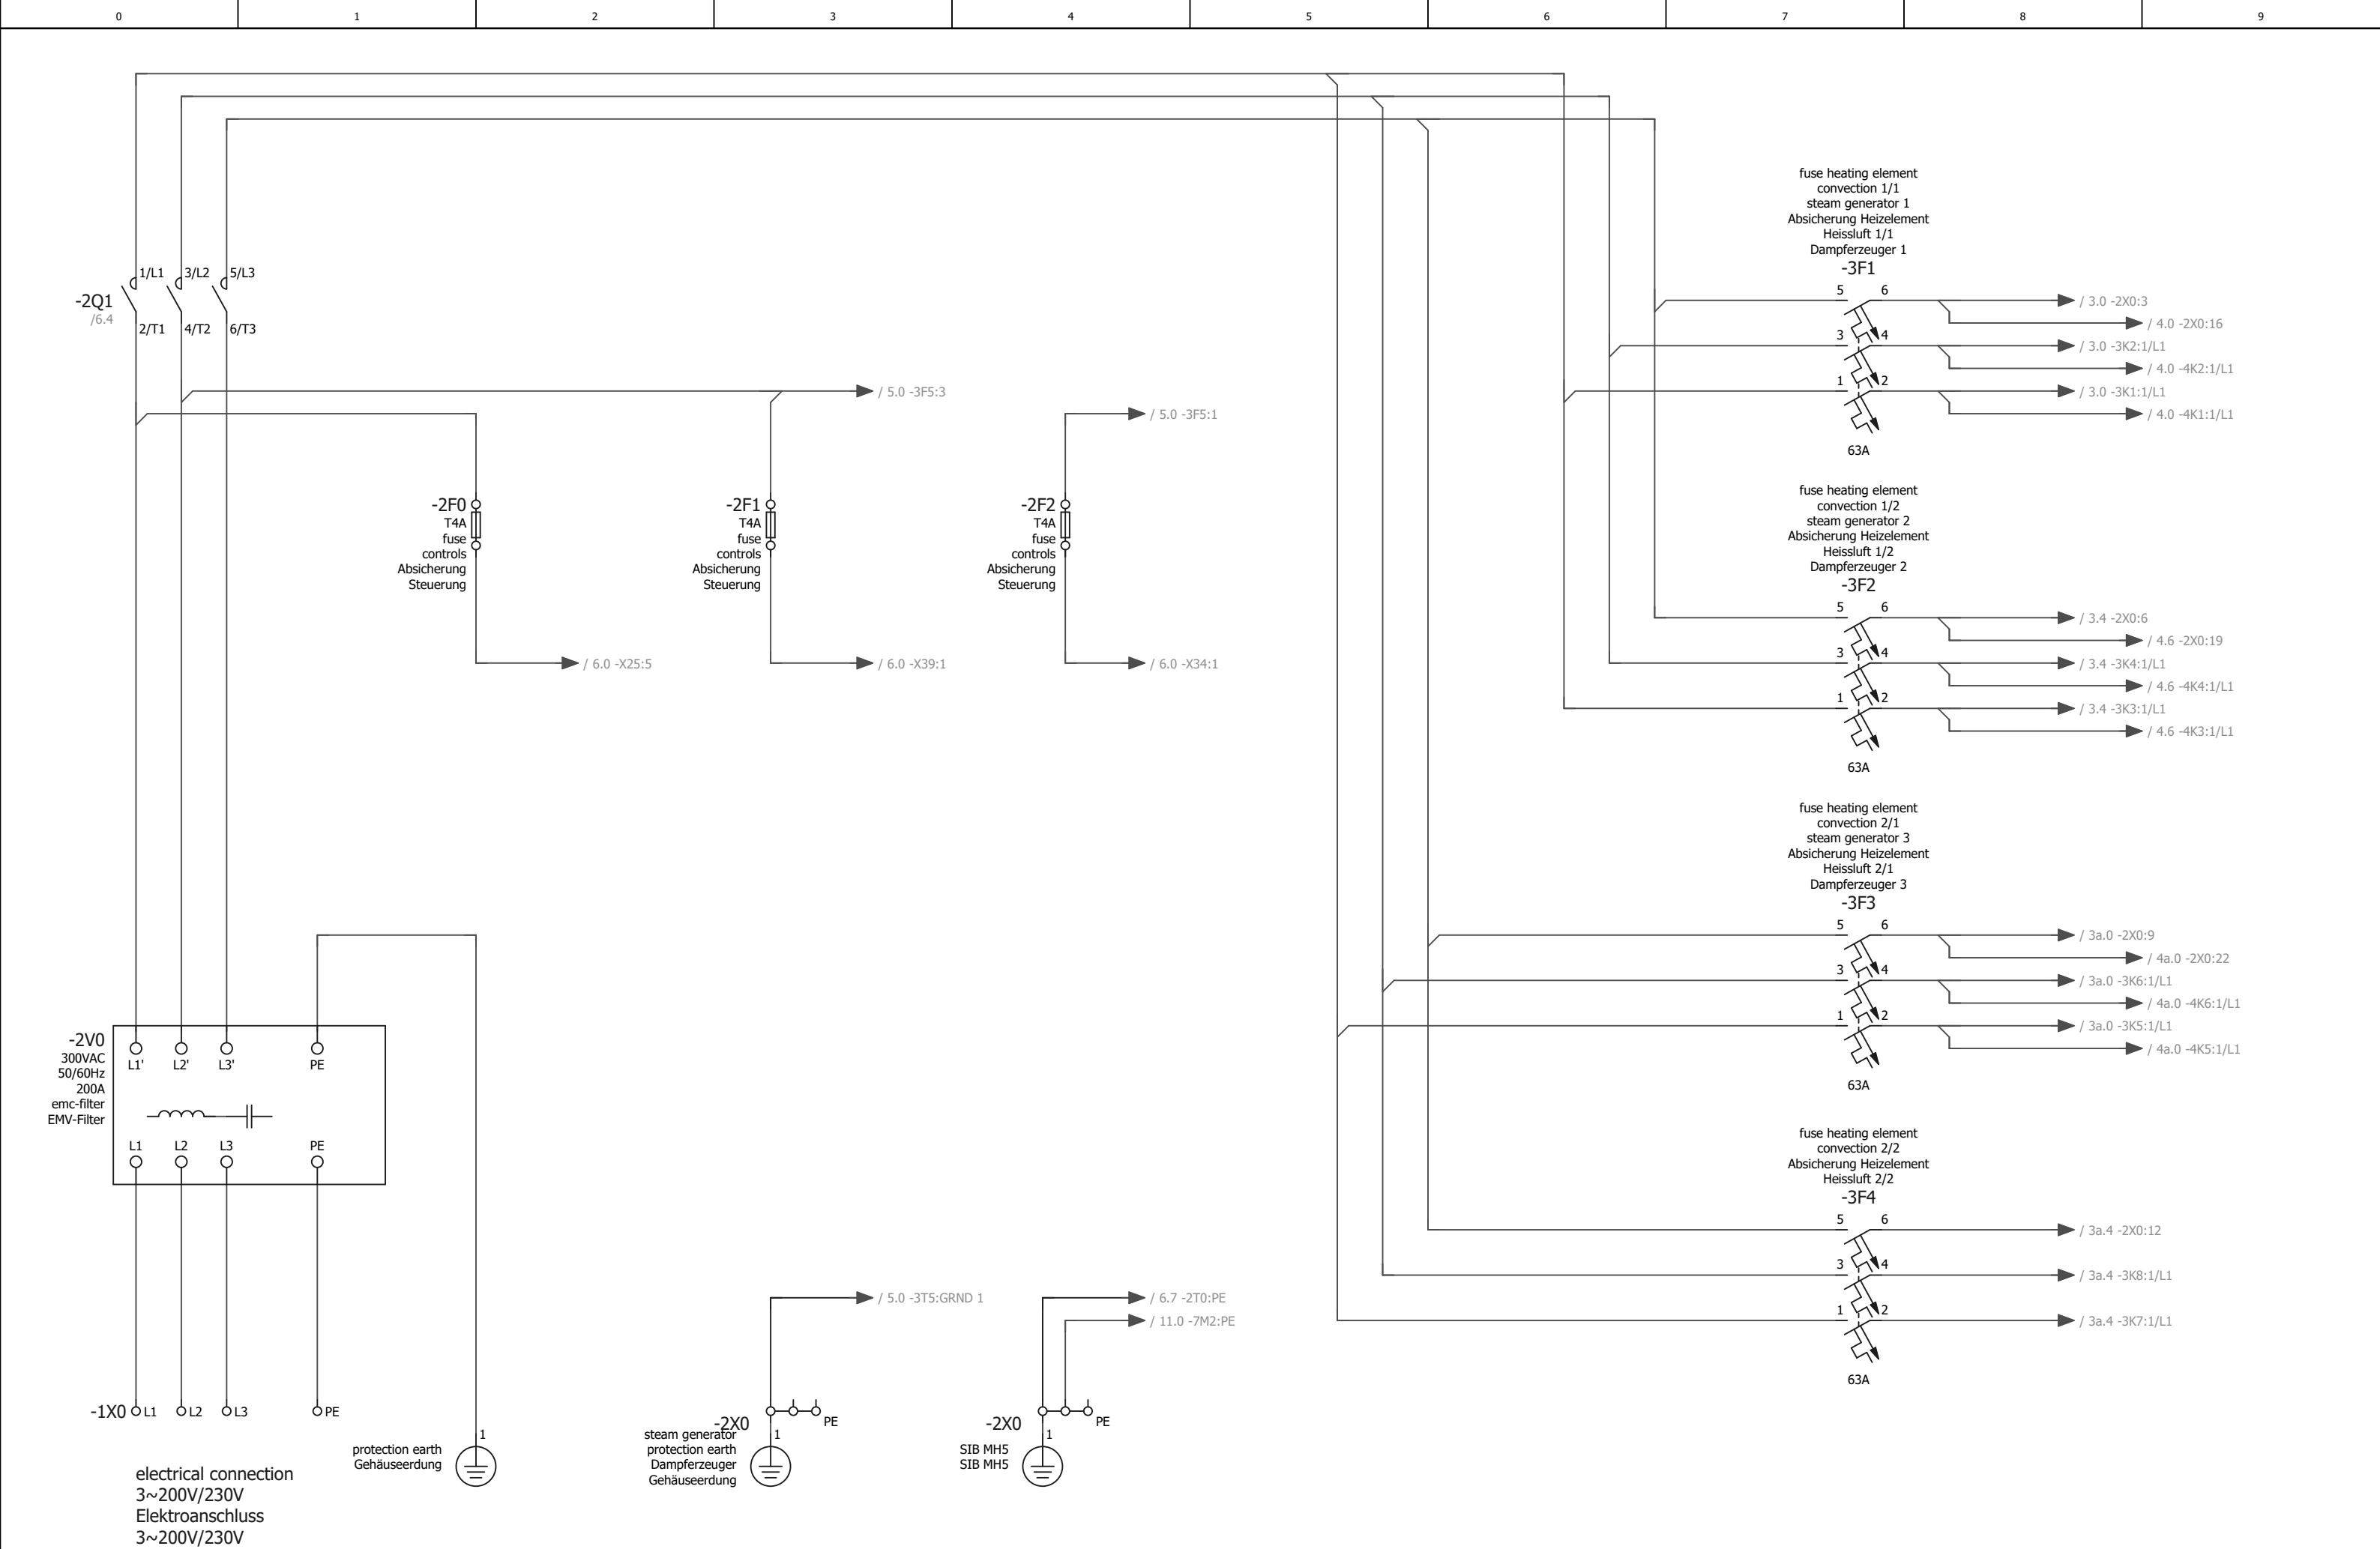 0 1 2 3 4 5 6 7 8 9
fuse heating element
convection 1/1
steam generator 1
Absicherung Heizelement
Heissluft 1/1
Dampferzeuger 1
-3F1
5 6 / 3.0 -2X0:3
/ 4.0 -2X0:16
3 4 / 3.0 -3K2:1/L1
/ 4.0 -4K2:1/L1
1 2 / 3.0 -3K1:1/L1
/ 4.0 -4K1:1/L1
63A
-2Q1
/6.4
1/L1 3/L2 5/L3
2/T1 4/T2 6/T3
/ 5.0 -3F5:3
/ 5.0 -3F5:1
-2F0
T4A
fuse
controls
Absicherung
Steuerung
/ 6.0 -X25:5
-2F1
T4A
fuse
controls
Absicherung
Steuerung
/ 6.0 -X39:1
-2F2
T4A
fuse
controls
Absicherung
Steuerung
/ 6.0 -X34:1
fuse heating element
convection 1/2
steam generator 2
Absicherung Heizelement
Heissluft 1/2
Dampferzeuger 2
-3F2
5 6 / 3.4 -2X0:6
/ 4.6 -2X0:19
3 4 / 3.4 -3K4:1/L1
/ 4.6 -4K4:1/L1
1 2 / 3.4 -3K3:1/L1
/ 4.6 -4K3:1/L1
63A
fuse heating element
convection 2/1
steam generator 3
Absicherung Heizelement
Heissluft 2/1
Dampferzeuger 3
-3F3
5 6 / 3a.0 -2X0:9
/ 4a.0 -2X0:22
3 4 / 3a.0 -3K6:1/L1
/ 4a.0 -4K6:1/L1
1 2 / 3a.0 -3K5:1/L1
/ 4a.0 -4K5:1/L1
63A
-2V0
300VAC
50/60Hz
200A
emc-filter
EMV-Filter
L1' L2' L3' PE
L1 L2 L3 PE
fuse heating element
convection 2/2
Absicherung Heizelement
Heissluft 2/2
-3F4
5 6 / 3a.4 -2X0:12
3 4 / 3a.4 -3K8:1/L1
1 2 / 3a.4 -3K7:1/L1
63A
-1X0 L1 L2 L3 PE
electrical connection
3~200V/230V
Elektroanschluss
3~200V/230V
1
protection earth
Gehäuseerdung
/ 5.0 -3T5:GRND 1
-2X0 PE
1
steam generator
protection earth
Dampferzeuger
Gehäuseerdung
/ 6.7 -2T0:PE
/ 11.0 -7M2:PE
-2X0 PE
1
SIB MH5
SIB MH5